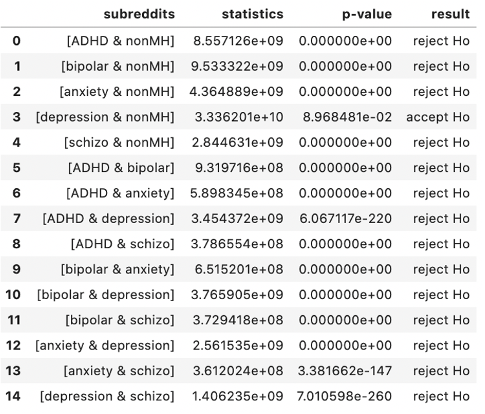 subreddits statistics p-value result
0 [ADHD & nonMH] 8.557126e+09 0.000000e+00 reject Ho
1 [bipolar & nonMH] 9.533322e+09 0.000000e+00 reject Ho
2 [anxiety & nonMH] 4.364889e+09 0.000000e+00 reject Ho
3 [depression & nonMH] 3.336201e+10 8.968481e-02 accept Ho
4 [schizo & nonMH] 2.844631e+09 0.000000e+00 reject Ho
5 [ADHD & bipolar] 9.319716e+08 0.000000e+00 reject Ho
6 [ADHD & anxiety] 5.898345e+08 0.000000e+00 reject Ho
7 [ADHD & depression] 3.454372e+09 6.067117e-220 reject Ho
8 [ADHD & schizo] 3.786554e+08 0.000000e+00 reject Ho
9 [bipolar & anxiety] 6.515201e+08 0.000000e+00 reject Ho
10 [bipolar & depression] 3.765905e+09 0.000000e+00 reject Ho
11 [bipolar & schizo] 3.729418e+08 0.000000e+00 reject Ho
12 [anxiety & depression] 2.561535e+09 0.000000e+00 reject Ho
13 [anxiety & schizo] 3.612024e+08 3.381662e-147 reject Ho
14 [depression & schizo] 1.406235e+09 7.010598e-260 reject Ho